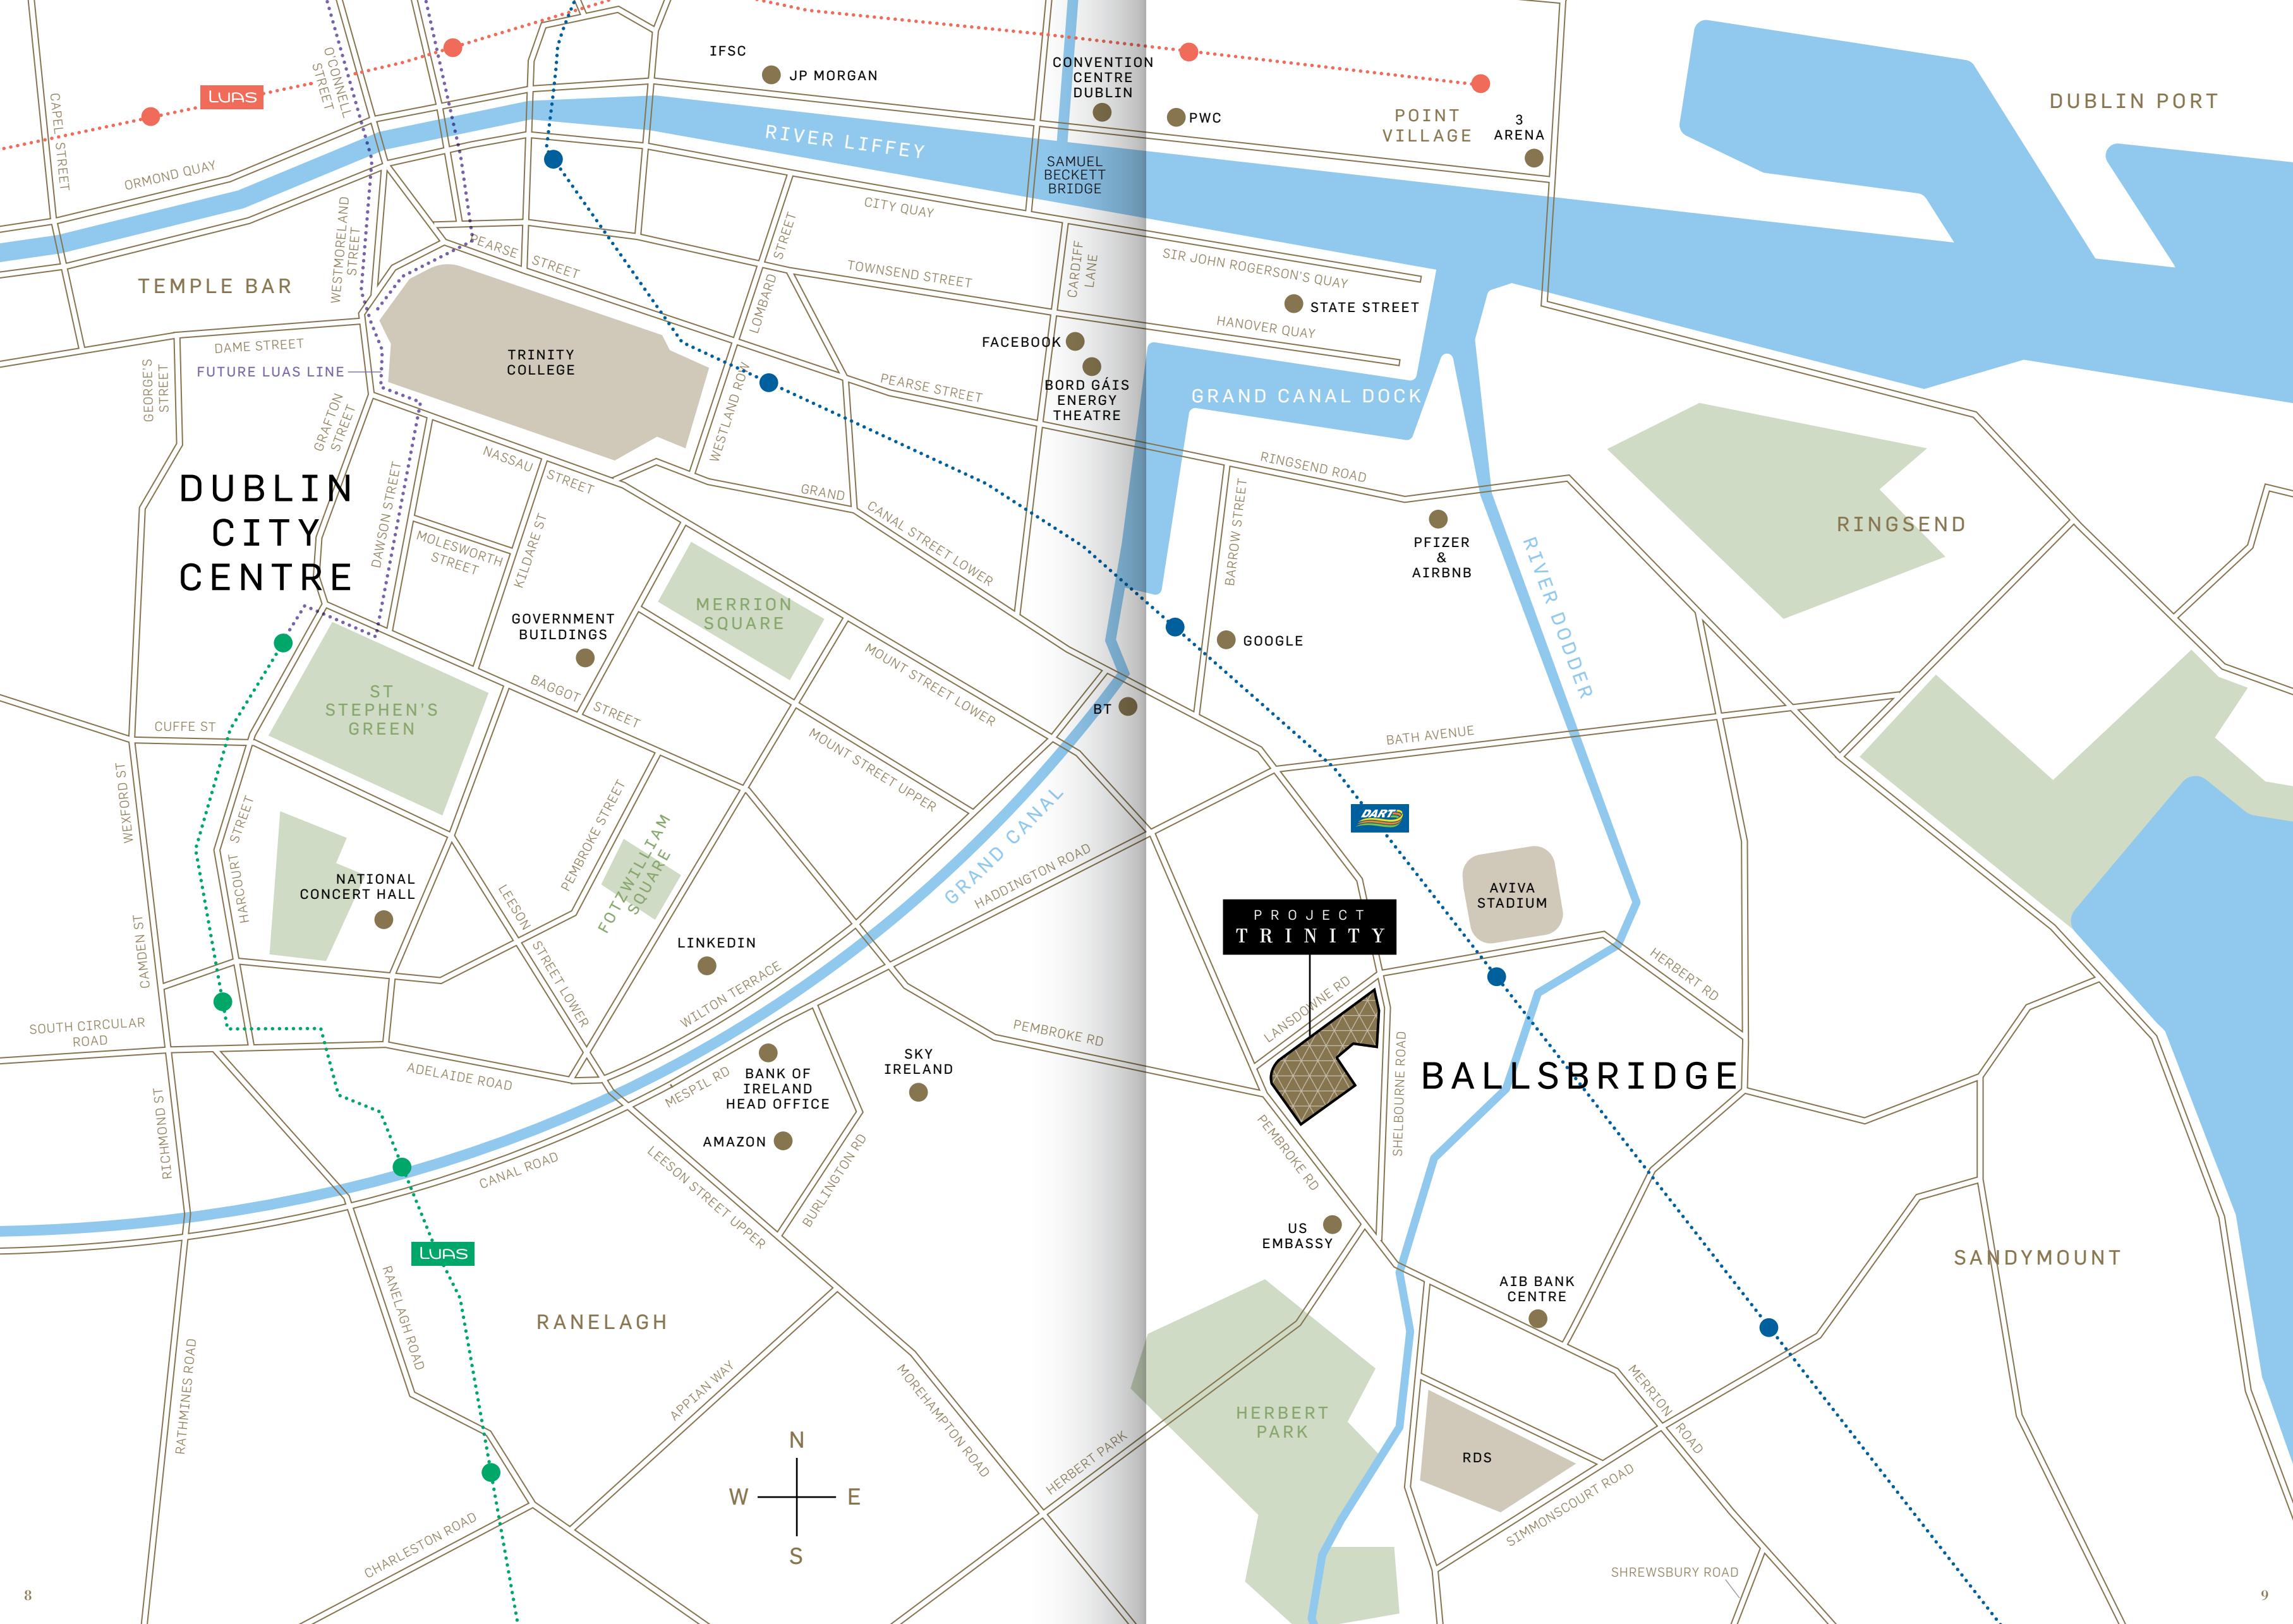 IFSC
JP MORGAN
CONVENTION
CENTRE
DUBLIN
PWC
POINT
VILLAGE
3
ARENA
DUBLIN PORT
O'CONNELL
STREET
LUAS
CAPEL STREET
ORMOND QUAY
RIVER LIFFEY
SAMUEL
BECKETT
BRIDGE
CITY QUAY
WESTMORELAND
STREET
PEARSE
STREET
LOMBARD
STREET
TOWNSEND STREET
CARDIFF
LANE
SIR JOHN ROGERSON'S QUAY
STATE STREET
HANOVER QUAY
TEMPLE BAR
DAME STREET
FUTURE LUAS LINE
GEORGE'S
STREET
GRAFTON
STREET
TRINITY
COLLEGE
FACEBOOK
BORD GÁIS
ENERGY
THEATRE
GRAND CANAL DOCK
PEARSE STREET
WESTLAND ROW
RINGSEND ROAD
NASSAU
STREET
GRAND
CANAL STREET LOWER
DUBLIN
CITY
CENTRE
DAWSON STREET
MOLESWORTH
STREET
KILDARE ST
BARROW STREET
PFIZER
&
AIRBNB
RIVER DODDER
RINGSEND
GOVERNMENT
BUILDINGS
MERRION
SQUARE
GOOGLE
MOUNT STREET LOWER
BAGGOT
STREET
BT
ST
STEPHEN'S
GREEN
CUFFE ST
MOUNT STREET UPPER
BATH AVENUE
WEXFORD ST
HARCOURT
STREET
PEMBROKE STREET
FOTZWILLIAM
SQUARE
GRAND CANAL
HADDINGTON ROAD
DART
NATIONAL
CONCERT HALL
LEESON
STREET LOWER
AVIVA
STADIUM
PROJECT
TRINITY
CAMDEN ST
LINKEDIN
WILTON TERRACE
LANSDOWNE RD
HERBERT RD
SOUTH CIRCULAR
ROAD
PEMBROKE RD
SKY
IRELAND
ADELAIDE ROAD
MESPIL RD
BANK OF
IRELAND
HEAD OFFICE
SHELBOURNE ROAD
BALLSBRIDGE
RICHMOND ST
AMAZON
CANAL ROAD
LEESON STREET UPPER
BURLINGTON RD
PEMBROKE RD
US
EMBASSY
LUAS
SANDYMOUNT
RANELAGH ROAD
RANELAGH
AIB BANK
CENTRE
RATHMINES ROAD
APPIAN WAY
MOREHAMPTON ROAD
HERBERT
PARK
HERBERT PARK
MERRION
ROAD
RDS
SIMMONSCOURT ROAD
N
W
E
S
CHARLESTON ROAD
SHREWSBURY ROAD
8
9